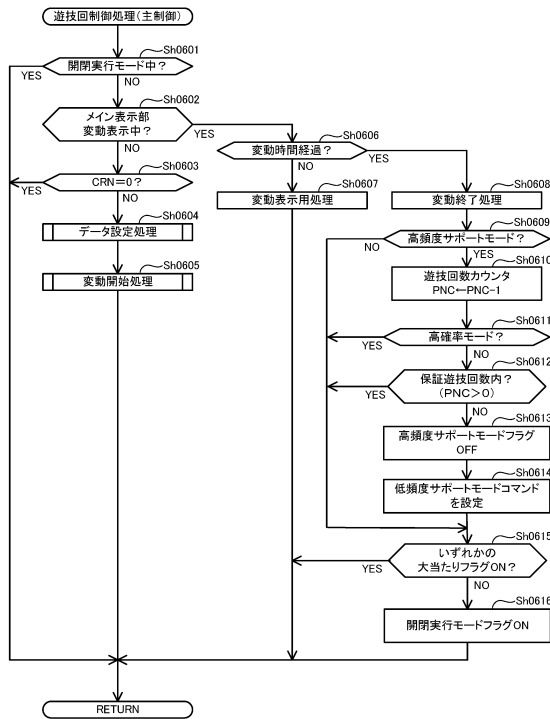 遊技回制御処理(主制御)
Sh0601
開閉実行モード中?
YES
NO
Sh0602
メイン表示部
変動表示中?
YES
NO
Sh0603
CRN=0?
YES
NO
Sh0604
データ設定処理
Sh0605
変動開始処理
Sh0606
変動時間経過?
YES
NO
Sh0607
変動表示用処理
Sh0608
変動終了処理
Sh0609
高頻度サポートモード?
NO
YES
Sh0610
遊技回数カウンタ
PNC←PNC-1
Sh0611
高確率モード?
YES
NO
Sh0612
保証遊技回数内?
(PNC>0)
YES
NO
Sh0613
高頻度サポートモードフラグ
OFF
Sh0614
低頻度サポートモードコマンド
を設定
Sh0615
いずれかの
大当たりフラグON?
YES
NO
Sh0616
開閉実行モードフラグON
RETURN